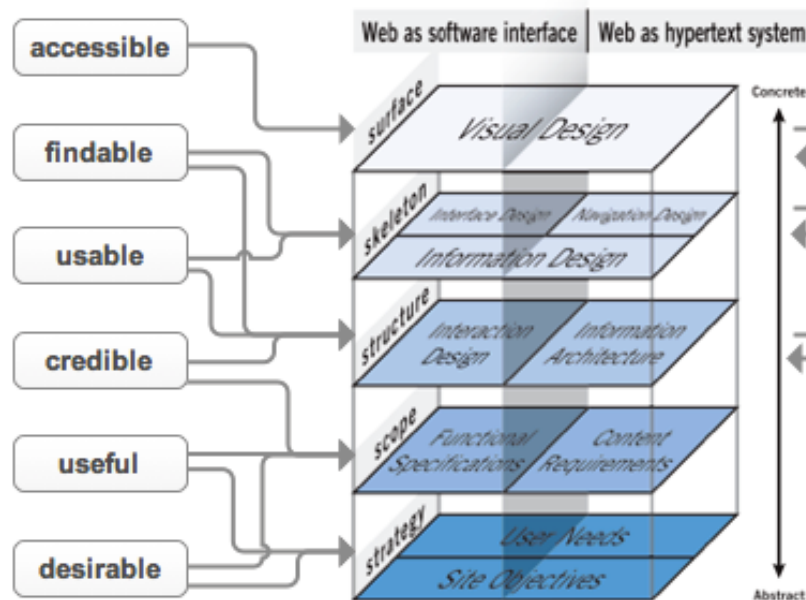 Web as software interface
Web as hypertext system
accessible
findable
usable
credible
useful
desirable
Concrete
surface
Visual Design
skeleton
Interface Design
Navigation Design
Information Design
structure
Interaction
Design
Information
Architecture
scope
Functional
Specifications
Content
Requirements
strategy
User Needs
Site Objectives
Abstract